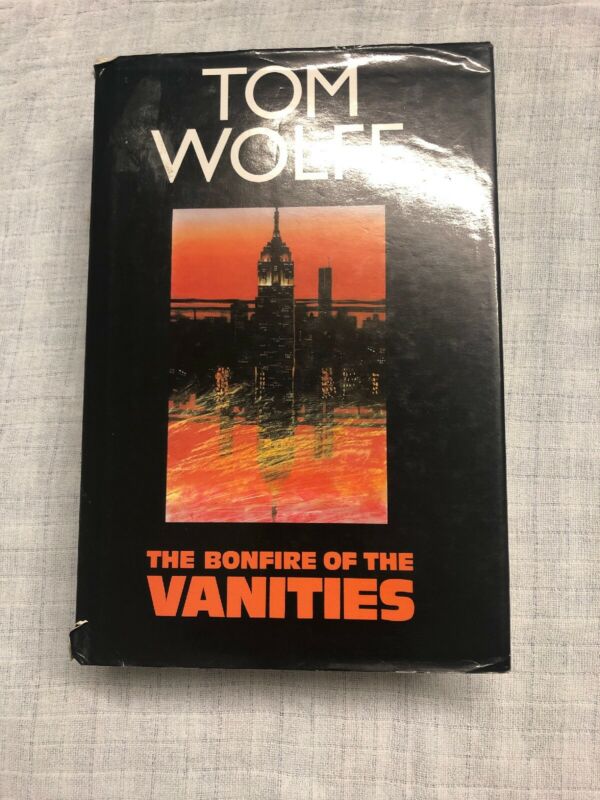 TOM
WOLFE
THE BONFIRE OF THE
VANITIES